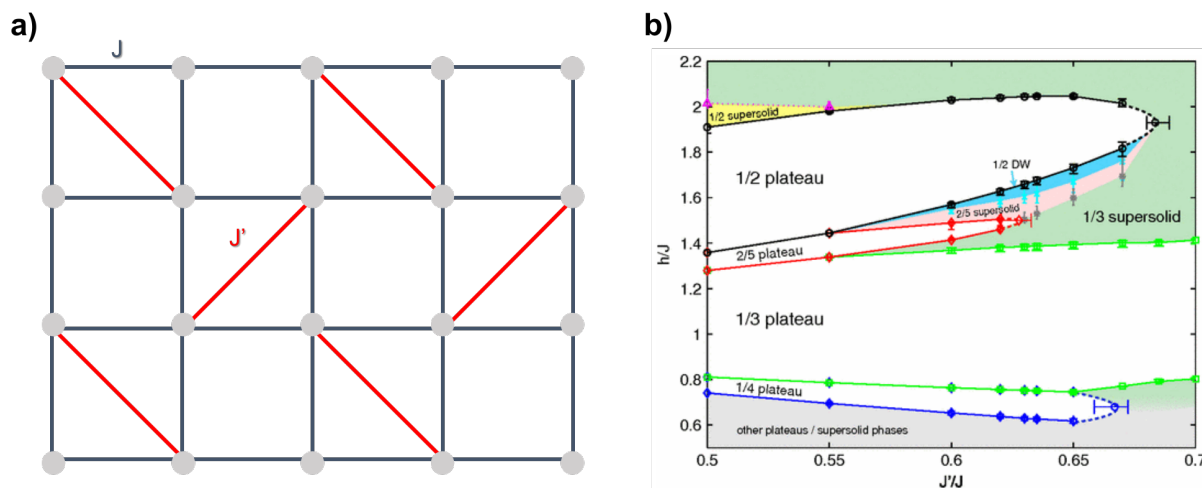 a)
J
J'
b)
2.2
2
1.8
1.6
1.4
1.2
1
0.8
0.6
h/J
1/2 supersolid
1/2 plateau
1/2 DW
2/5 supersolid
1/3 supersolid
2/5 plateau
1/3 plateau
1/4 plateau
other plateaus / supersolid phases
0.5
0.55
0.6
0.65
0.7
J'/J